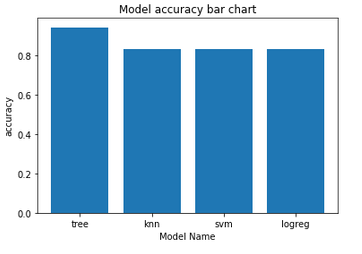 Model accuracy bar chart
accuracy
0.8
0.6
0.4
0.2
0.0
tree knn svm logreg
Model Name